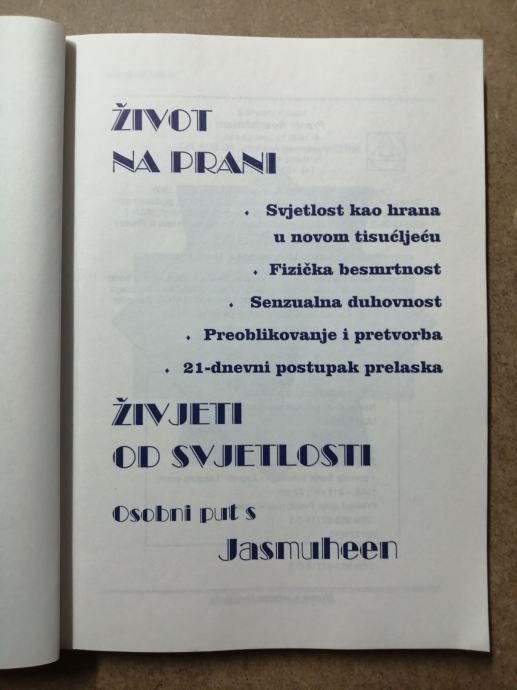 ŽIVOT
NA PRANI
⬧ Svjetlost kao hrana
u novom tisućljeću
⬧ Fizička besmrtnost
⬧ Senzualna duhovnost
⬧ Preoblikovanje i pretvorba
⬧ 21-dnevni postupak prelaska
ŽIVJETI
OD SVJETLOSTI
Osobni put s
Jasmuheen